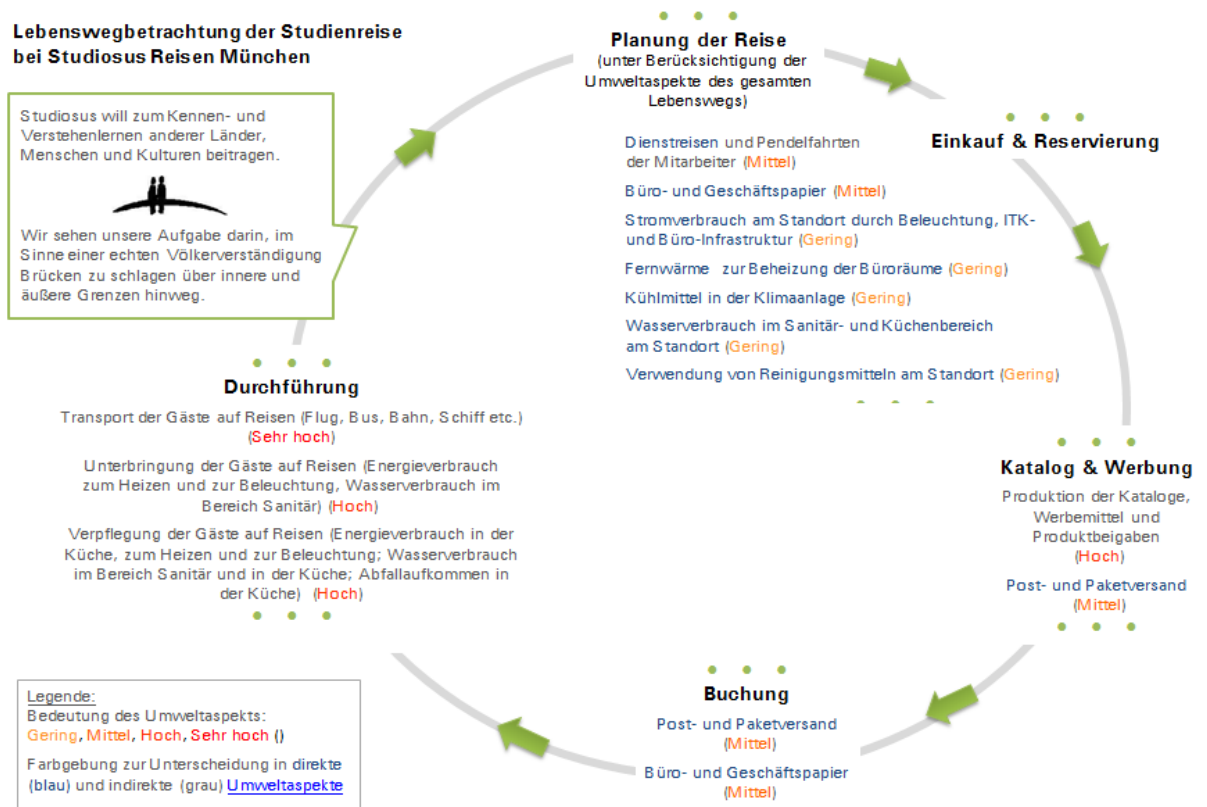 Lebenswegbetrachtung der Studienreise
bei Studiosus Reisen München
Studiosus will zum Kennen- und
Verstehenlernen anderer Länder,
Menschen und Kulturen beitragen.
Wir sehen unsere Aufgabe darin, im
Sinne einer echten Völkerverständigung
Brücken zu schlagen über innere und
äußere Grenzen hinweg.
Planung der Reise
(unter Berücksichtigung der
Umweltaspekte des gesamten
Lebenswegs)
Dienstreisen und Pendelfahrten
der Mitarbeiter (Mittel)
Büro- und Geschäftspapier (Mittel)
Stromverbrauch am Standort durch Beleuchtung, ITK-
und Büro-Infrastruktur (Gering)
Fernwärme zur Beheizung der Büroräume (Gering)
Kühlmittel in der Klimaanlage (Gering)
Wasserverbrauch im Sanitär- und Küchenbereich
am Standort (Gering)
Verwendung von Reinigungsmitteln am Standort (Gering)
Einkauf & Reservierung
Katalog & Werbung
Produktion der Kataloge,
Werbemittel und
Produktbeigaben
(Hoch)
Post- und Paketversand
(Mittel)
Buchung
Post- und Paketversand
(Mittel)
Büro- und Geschäftspapier
(Mittel)
Durchführung
Transport der Gäste auf Reisen (Flug, Bus, Bahn, Schiff etc.)
(Sehr hoch)
Unterbringung der Gäste auf Reisen (Energieverbrauch
zum Heizen und zur Beleuchtung, Wasserverbrauch im
Bereich Sanitär) (Hoch)
Verpflegung der Gäste auf Reisen (Energieverbrauch in der
Küche, zum Heizen und zur Beleuchtung; Wasserverbrauch
im Bereich Sanitär und in der Küche; Abfallaufkommen in
der Küche) (Hoch)
Legende:
Bedeutung des Umweltaspekts:
Gering, Mittel, Hoch, Sehr hoch ()
Farbgebung zur Unterscheidung in direkte
(blau) und indirekte (grau) Umweltaspekte